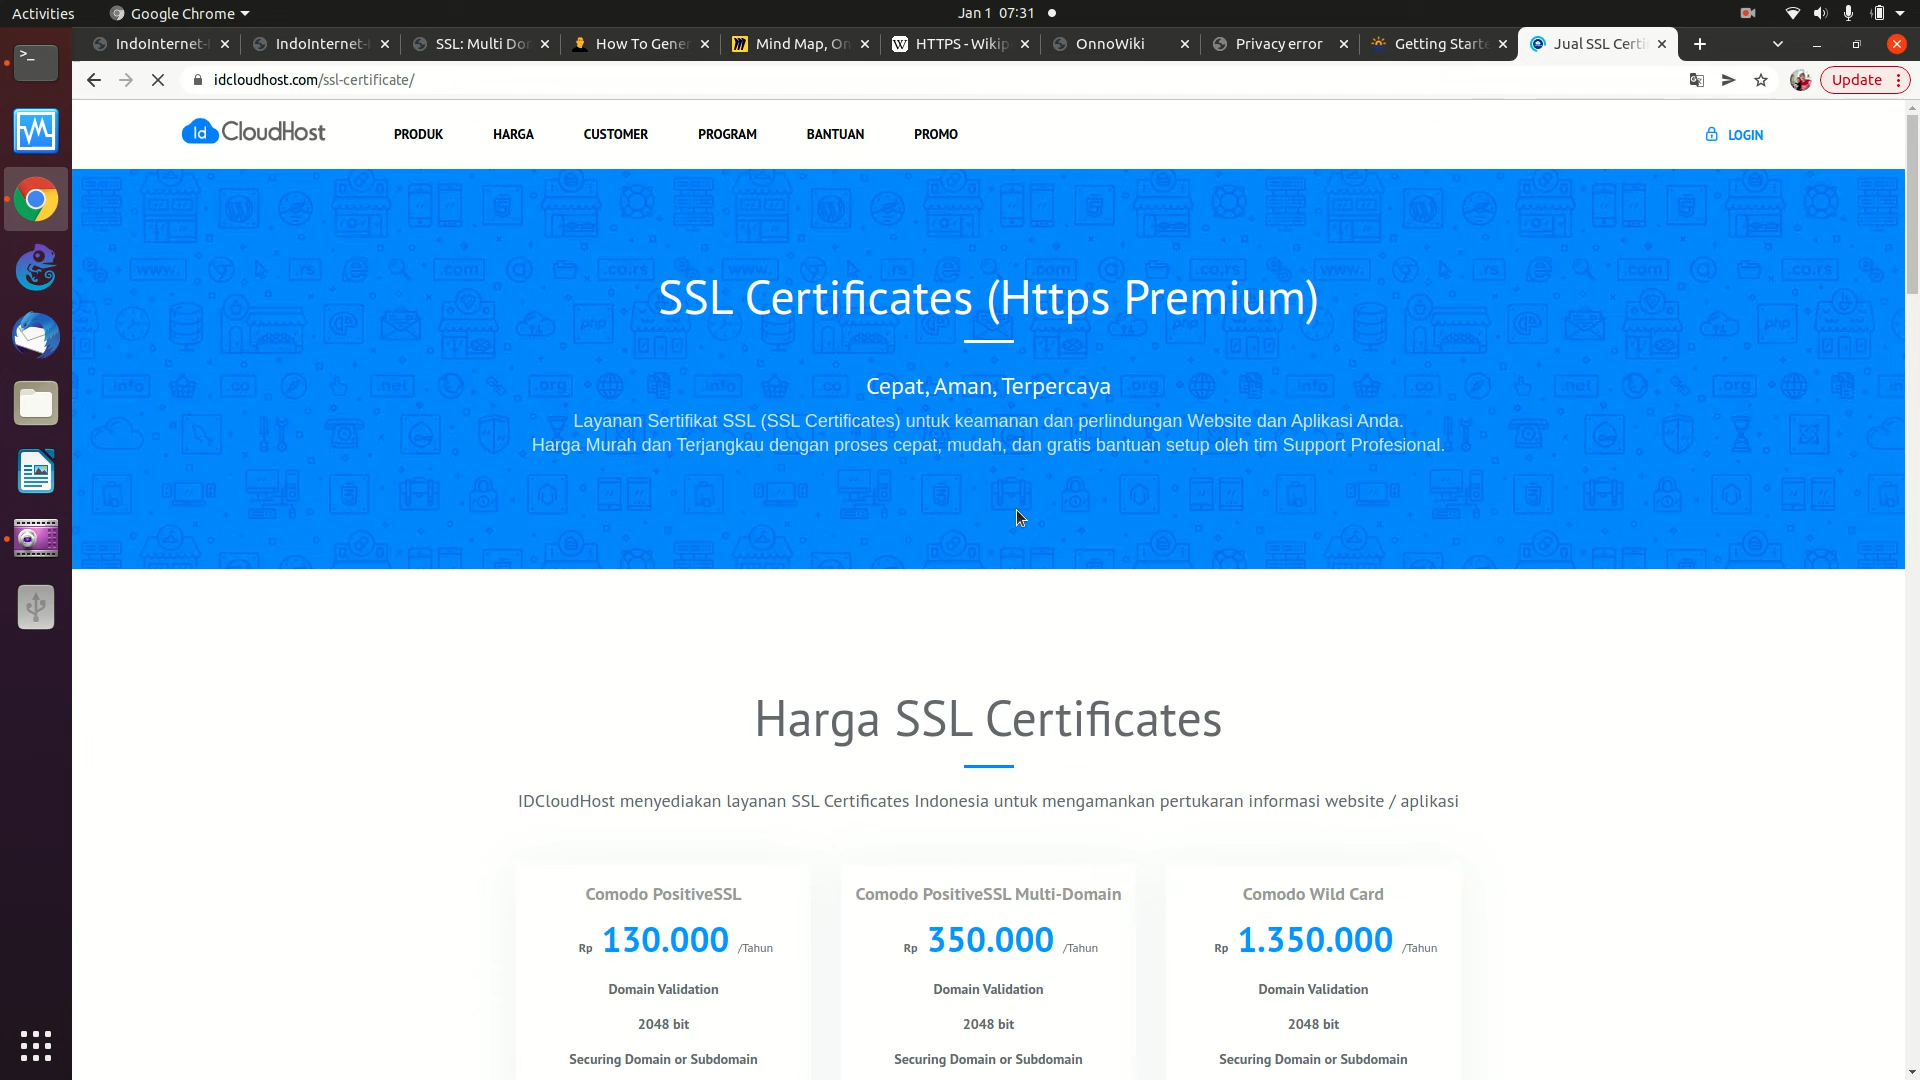 Activities
Google Chrome
Jan 1 07:31
IndoInternet-
IndoInternet-
SSL: Multi Do
How To Gene
Mind Map, On
HTTPS - Wikip
OnnoWiki
Privacy error
Getting Starte
Jual SSL Certi
idcloudhost.com/ssl-certificate/
Update
Id CloudHost
PRODUK
HARGA
CUSTOMER
PROGRAM
BANTUAN
PROMO
LOGIN
SSL Certificates (Https Premium)
Cepat, Aman, Terpercaya
Layanan Sertifikat SSL (SSL Certificates) untuk keamanan dan perlindungan Website dan Aplikasi Anda.
Harga Murah dan Terjangkau dengan proses cepat, mudah, dan gratis bantuan setup oleh tim Support Profesional.
Harga SSL Certificates
IDCloudHost menyediakan layanan SSL Certificates Indonesia untuk mengamankan pertukaran informasi website / aplikasi
Comodo PositiveSSL
Rp 130.000 /Tahun
Domain Validation
2048 bit
Securing Domain or Subdomain
Comodo PositiveSSL Multi-Domain
Rp 350.000 /Tahun
Domain Validation
2048 bit
Securing Domain or Subdomain
Comodo Wild Card
Rp 1.350.000 /Tahun
Domain Validation
2048 bit
Securing Domain or Subdomain